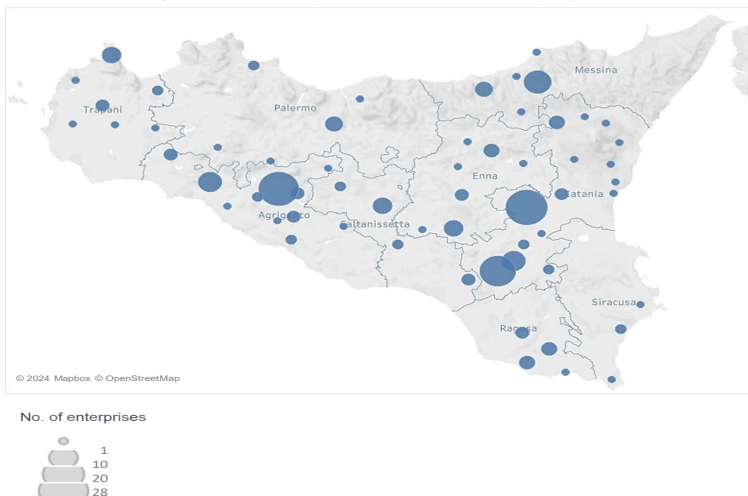 Messina
Palermo
Trapani
Enna
Catania
Agrigento
Caltanissetta
Siracusa
Ragusa
© 2024 Mapbox © OpenStreetMap
No. of enterprises
1
10
20
28